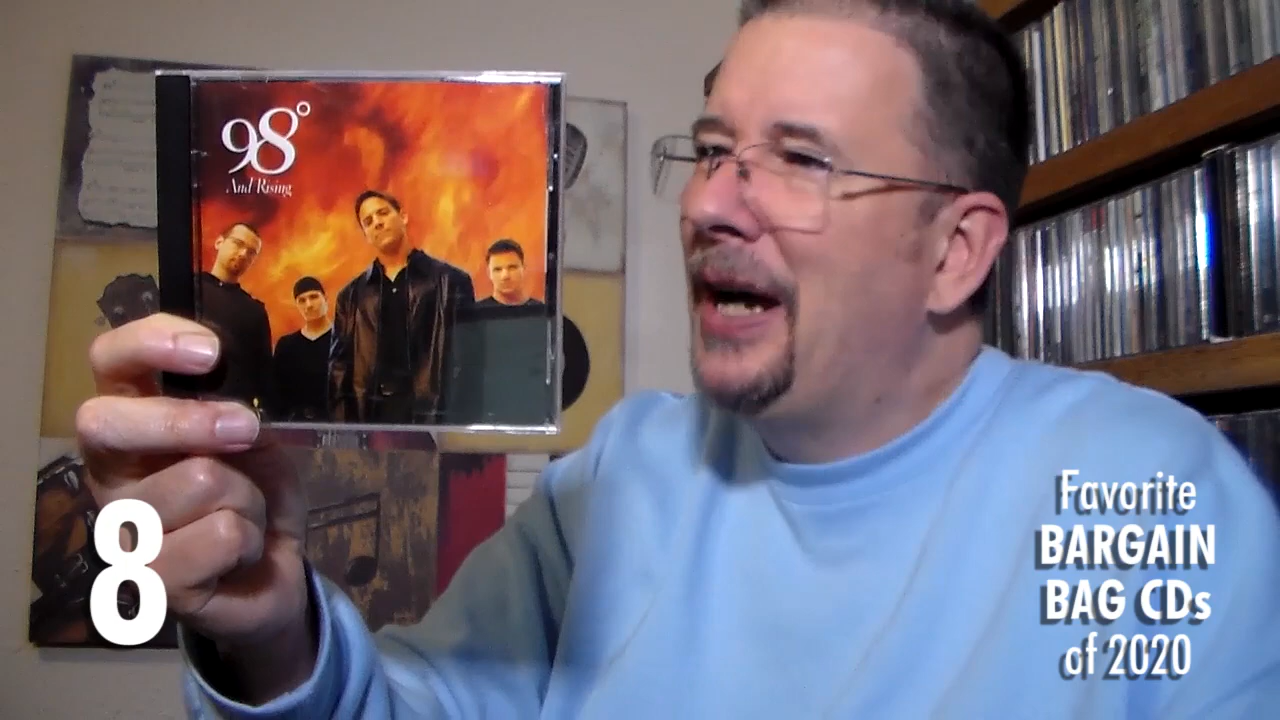 98°
And Rising
8
Favorite
BARGAIN
BAG CDs
of 2020